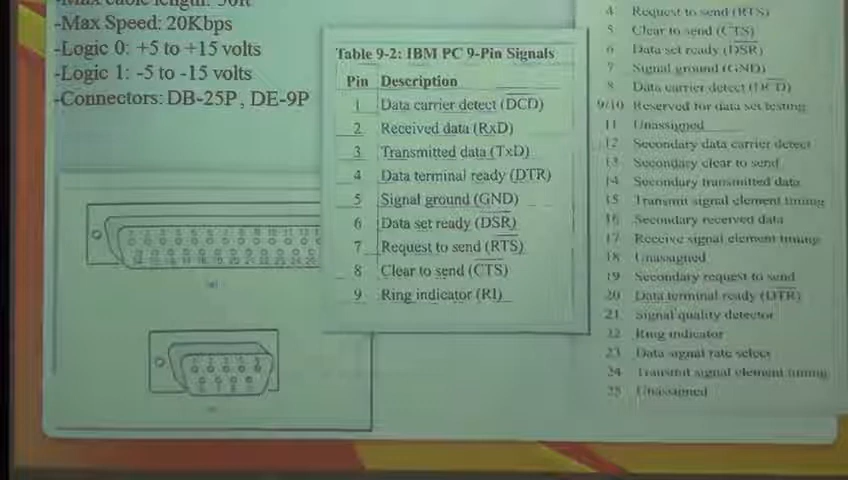 -Max cable length: 50ft
-Max Speed: 20Kbps
-Logic 0: +5 to +15 volts
-Logic 1: -5 to -15 volts
-Connectors: DB-25P, DE-9P
Table 9-2: IBM PC 9-Pin Signals
Pin Description
1 Data carrier detect (DCD)
2 Received data (RxD)
3 Transmitted data (TxD)
4 Data terminal ready (DTR)
5 Signal ground (GND)
6 Data set ready (DSR)
7 Request to send (RTS)
8 Clear to send (CTS)
9 Ring indicator (RI)
4 Request to send (RTS)
5 Clear to send (CTS)
6 Data set ready (DSR)
7 Signal ground (GND)
8 Data carrier detect (DCD)
9/10 Reserved for data set testing
11 Unassigned
12 Secondary data carrier detect
13 Secondary clear to send
14 Secondary transmitted data
15 Transmit signal element timing
16 Secondary received data
17 Receive signal element timing
18 Unassigned
19 Secondary request to send
20 Data terminal ready (DTR)
21 Signal quality detector
22 Ring indicator
23 Data signal rate select
24 Transmit signal element timing
25 Unassigned